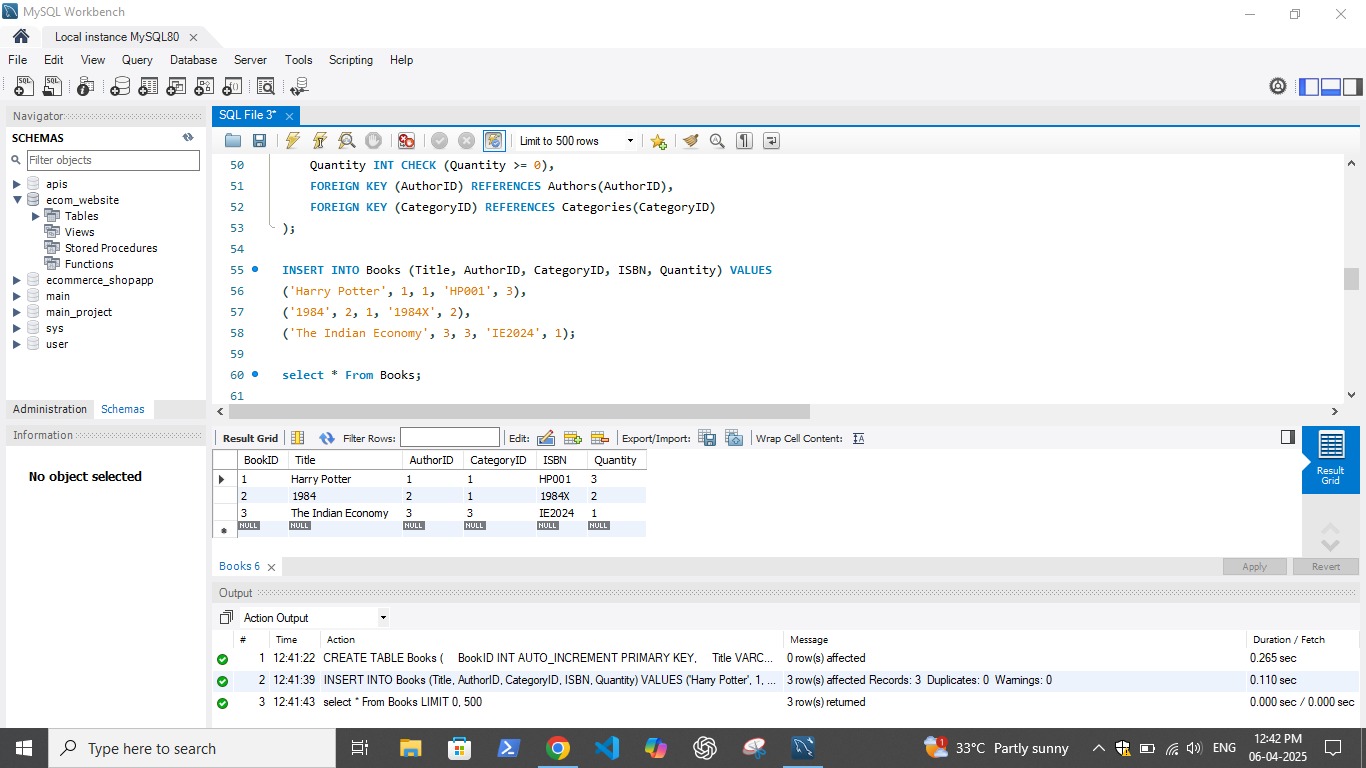 MySQL Workbench
Local instance MySQL80
File Edit View Query Database Server Tools Scripting Help
Navigator
SCHEMAS
Filter objects
apis
ecom_website
Tables
Views
Stored Procedures
Functions
ecommerce_shopapp
main
main_project
sys
user
Administration Schemas
Information
No object selected
SQL File 3*
Limit to 500 rows
50 Quantity INT CHECK (Quantity >= 0),
51 FOREIGN KEY (AuthorID) REFERENCES Authors(AuthorID),
52 FOREIGN KEY (CategoryID) REFERENCES Categories(CategoryID)
53 );
54
55 INSERT INTO Books (Title, AuthorID, CategoryID, ISBN, Quantity) VALUES
56 ('Harry Potter', 1, 1, 'HP001', 3),
57 ('1984', 2, 1, '1984X', 2),
58 ('The Indian Economy', 3, 3, 'IE2024', 1);
59
60 select * From Books;
61
Result Grid Filter Rows: Edit: Export/Import: Wrap Cell Content:
BookID Title AuthorID CategoryID ISBN Quantity
1 Harry Potter 1 1 HP001 3
2 1984 2 1 1984X 2
3 The Indian Economy 3 3 IE2024 1
NULL NULL NULL NULL NULL NULL
Result
Grid
Books 6
Apply Revert
Output
Action Output
# Time Action Message Duration / Fetch
1 12:41:22 CREATE TABLE Books ( BookID INT AUTO_INCREMENT PRIMARY KEY, Title VARC... 0 row(s) affected 0.265 sec
2 12:41:39 INSERT INTO Books (Title, AuthorID, CategoryID, ISBN, Quantity) VALUES ('Harry Potter', 1, ... 3 row(s) affected Records: 3 Duplicates: 0 Warnings: 0 0.110 sec
3 12:41:43 select * From Books LIMIT 0, 500 3 row(s) returned 0.000 sec / 0.000 sec
Type here to search
1
33°C Partly sunny
ENG
12:42 PM
06-04-2025